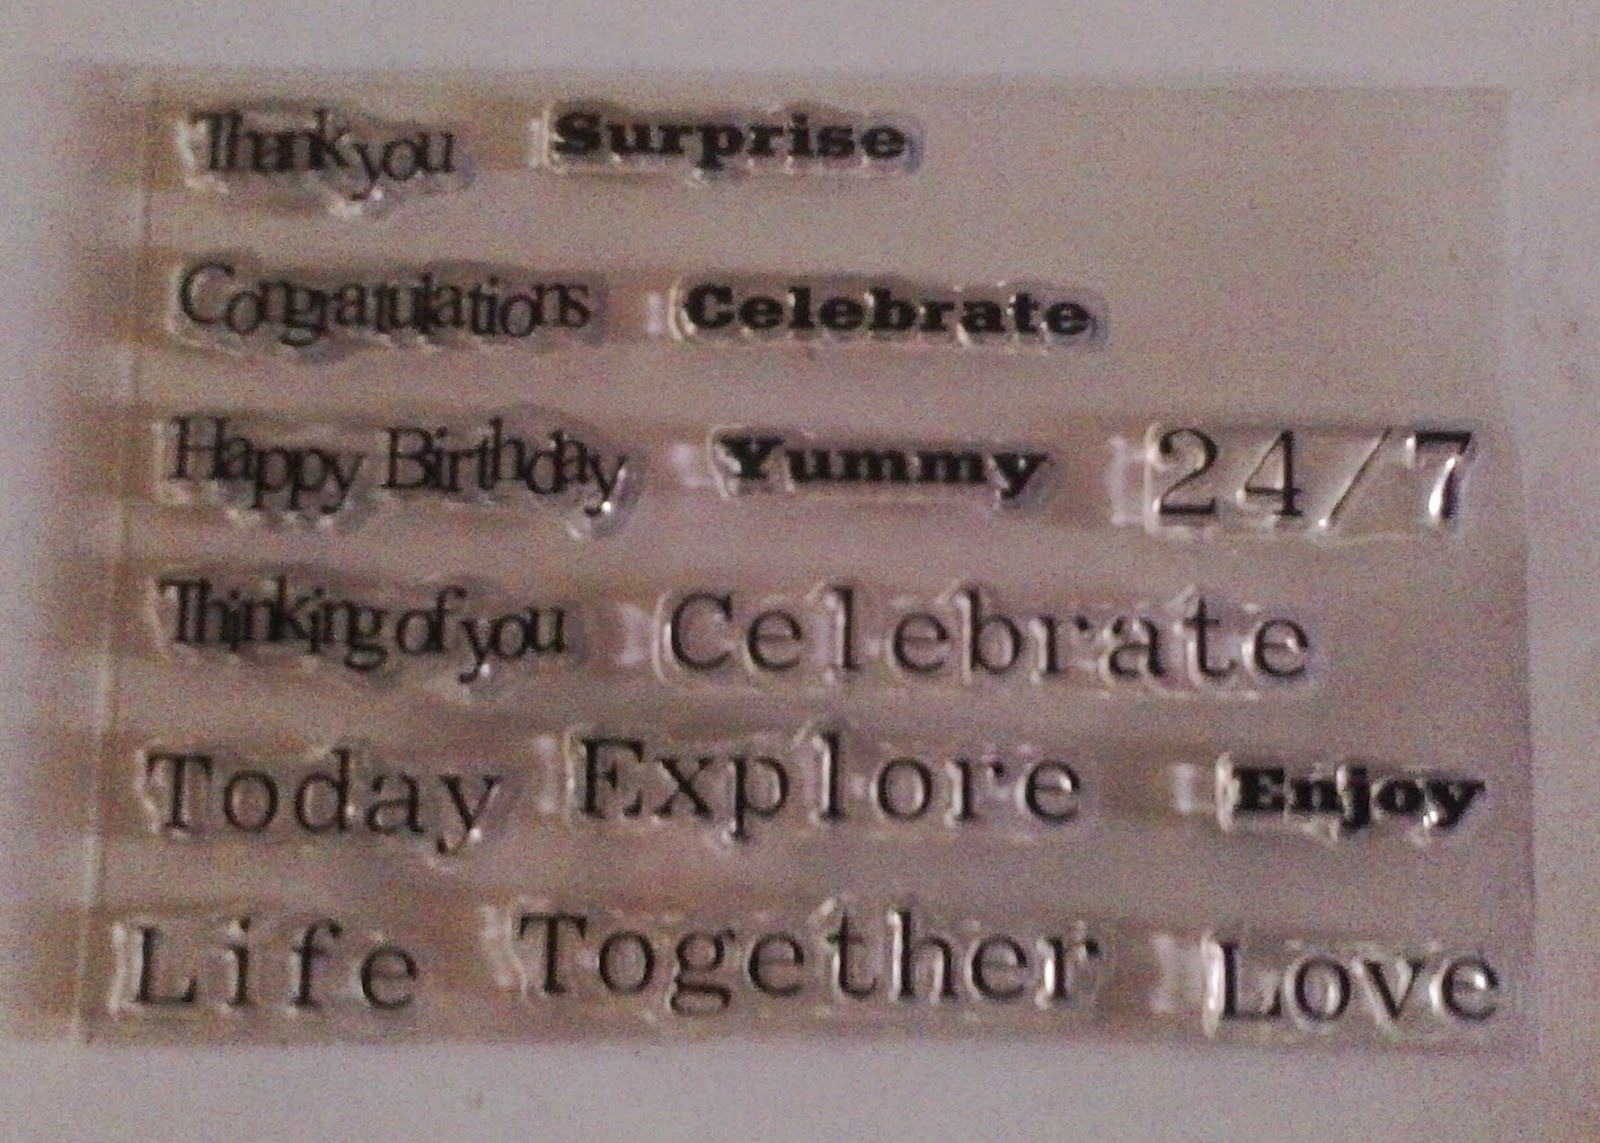 Thank you Surprise
Congratulations Celebrate
Happy Birthday Yummy 24/7
Thinking of you Celebrate
Today Explore Enjoy
Life Together Love